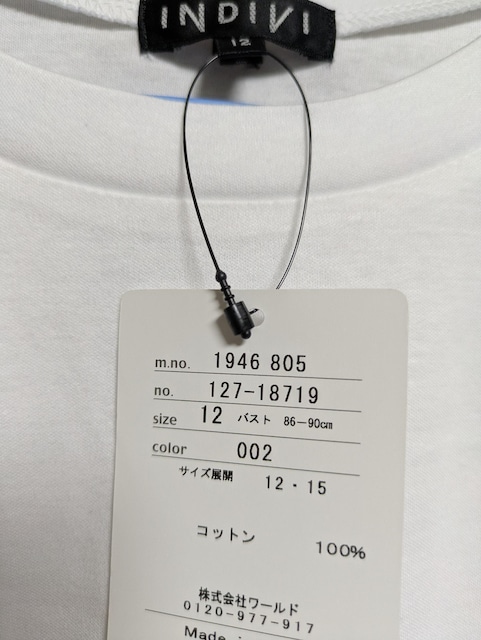 INDIVI
12
m.no. 1946 805
no. 127-18719
size 12 バスト 86−90cm
color 002
サイズ展開 12・15
コットン 100%
株式会社ワールド
0120-977-917
Made